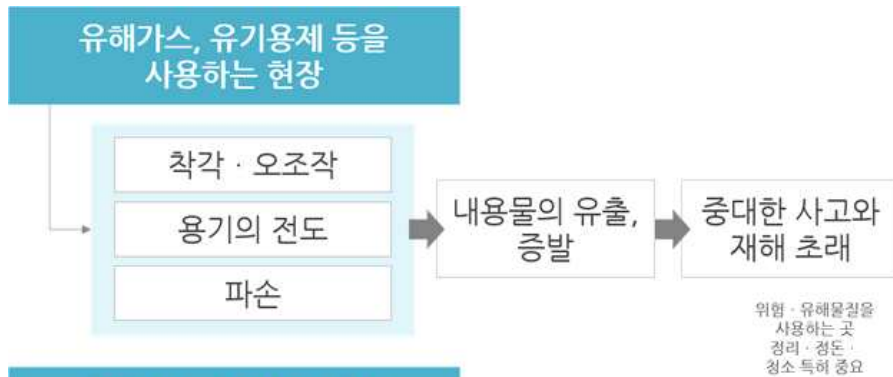 유해가스, 유기용제 등을
사용하는 현장
착각 · 오조작
용기의 전도
파손
내용물의 유출,
증발
중대한 사고와
재해 초래
위험 · 유해물질을
사용하는 곳
정리 · 정돈 ·
청소 특히 중요